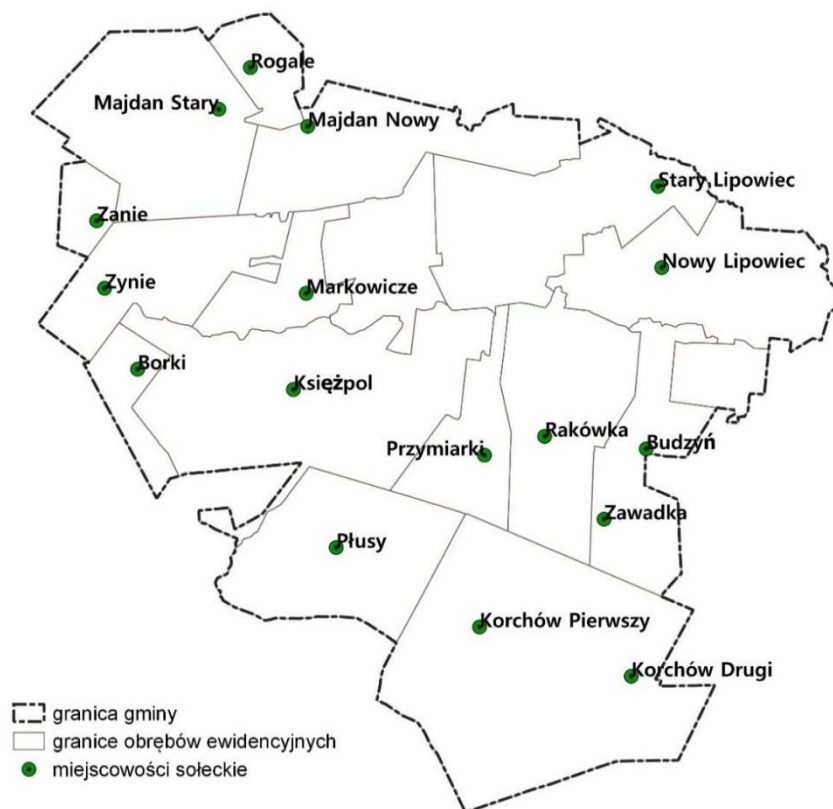 Rogale
Majdan Stary
Majdan Nowy
Stary Lipowiec
Zanie
Nowy Lipowiec
Zynie
Markowicze
Borki
Księżpol
Rakówka
Przymiarki
Budzyń
Zawadka
Płusy
Korchów Pierwszy
Korchów Drugi
granica gminy
granice obrębów ewidencyjnych
miejscowości sołeckie